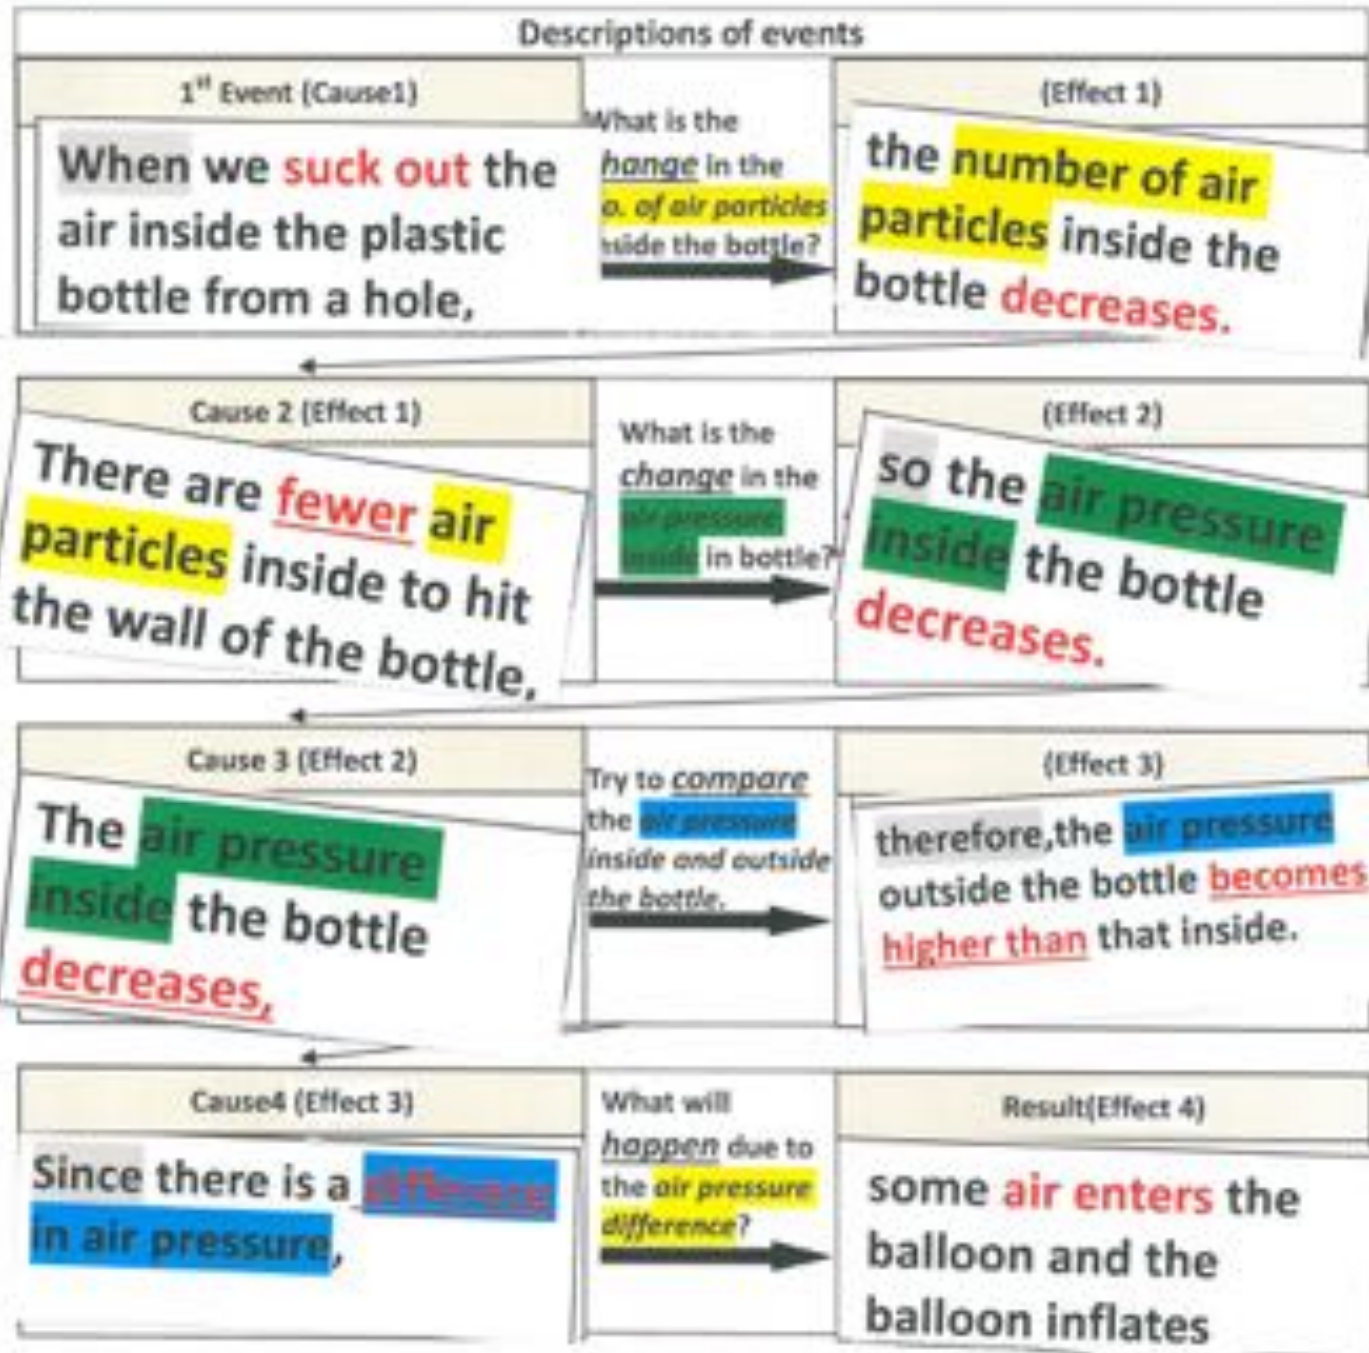 Descriptions of events
1st Event (Cause1)
When we suck out the
air inside the plastic
bottle from a hole,
What is the
hange in the
o. of air particles
nside the bottle?
(Effect 1)
the number of air
particles inside the
bottle decreases.
Cause 2 (Effect 1)
There are fewer air
particles inside to hit
the wall of the bottle,
What is the
change in the
air pressure
inside in bottle?
(Effect 2)
so the air pressure
inside the bottle
decreases.
Cause 3 (Effect 2)
The air pressure
inside the bottle
decreases,
Try to compare
the air pressure
inside and outside
the bottle.
(Effect 3)
therefore,the air pressure
outside the bottle becomes
higher than that inside.
Cause4 (Effect 3)
Since there is a difference
in air pressure,
What will
happen due to
the air pressure
difference?
Result(Effect 4)
some air enters the
balloon and the
balloon inflates